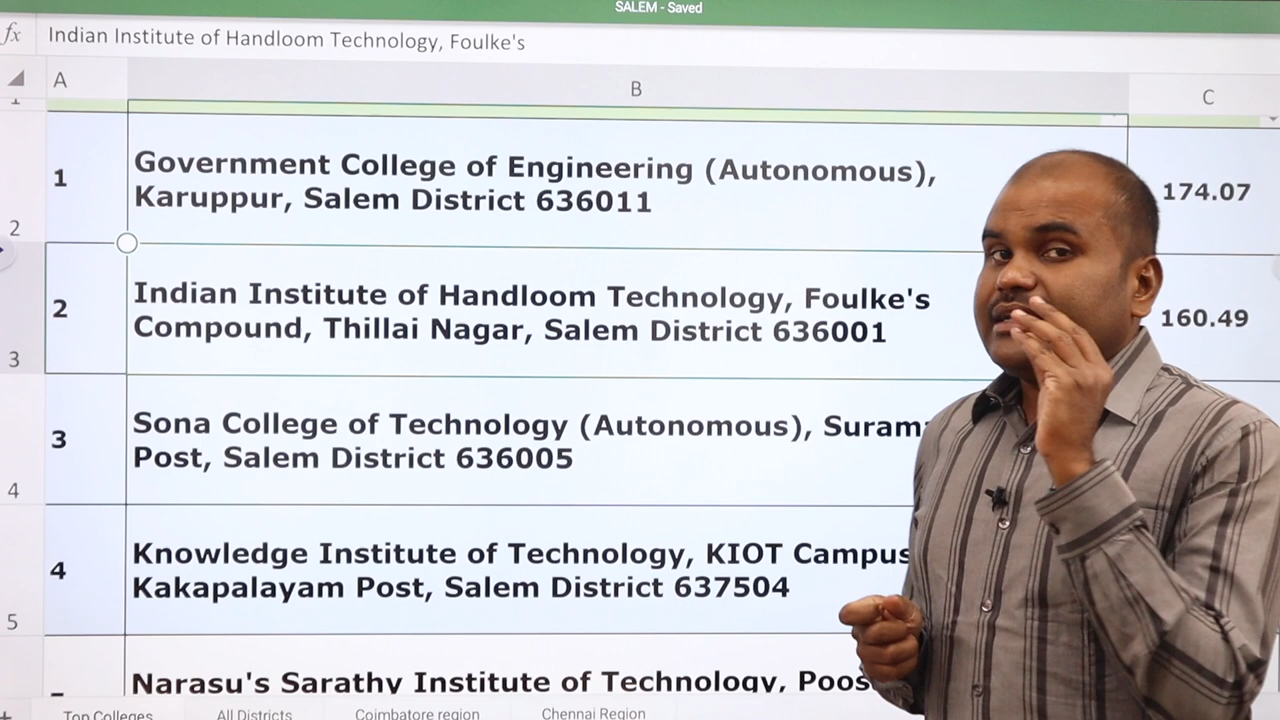 SALEM - Saved
fx Indian Institute of Handloom Technology, Foulke's
A B C
1
1 Government College of Engineering (Autonomous), 174.07
Karuppur, Salem District 636011
2
2 Indian Institute of Handloom Technology, Foulke's 160.49
Compound, Thillai Nagar, Salem District 636001
3
3 Sona College of Technology (Autonomous),
Post, Salem District 636005
4
4 Knowledge Institute of Technology, KIOT Campus
Kakapalayam Post, Salem District 637504
5
Narasu's Sarathy Institute of Technology,
+ Top Colleges All Districts Coimbatore region Chennai Region